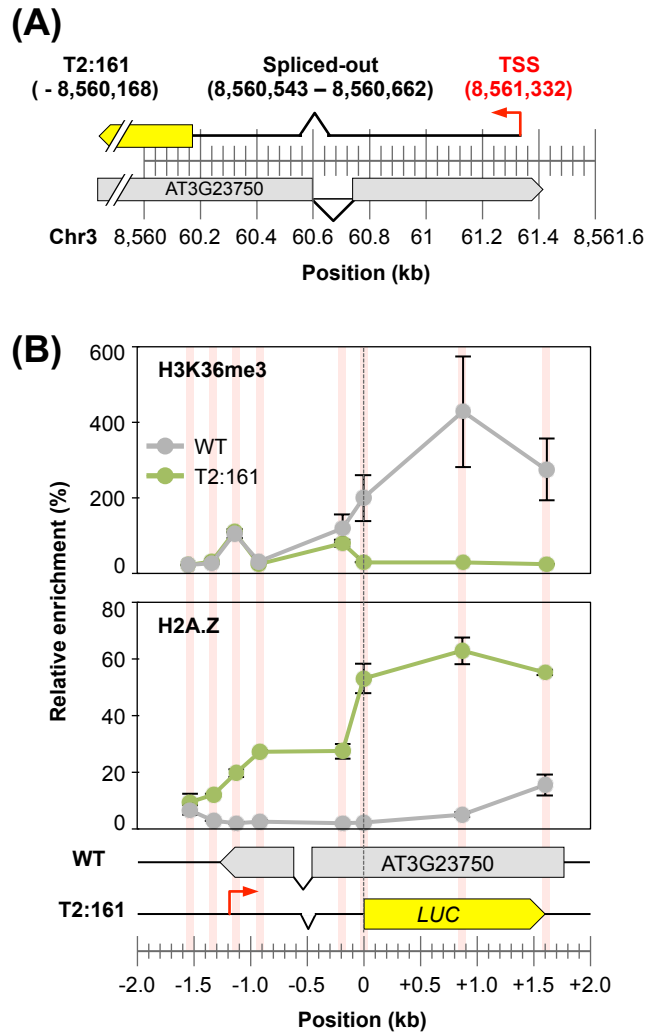 (A)
T2:161 Spliced-out TSS
( - 8,560,168) (8,560,543 – 8,560,662) (8,561,332)
AT3G23750
Chr3 8,560 60.2 60.4 60.6 60.8 61 61.2 61.4 8,561.6
Position (kb)
(B)
600
H3K36me3
WT
400
T2:161
200
0
80
H2A.Z
60
40
20
0
Relative enrichment (%)
WT AT3G23750
T2:161 LUC
-2.0 -1.5 -1.0 -0.5 0 +0.5 +1.0 +1.5 +2.0
Position (kb)